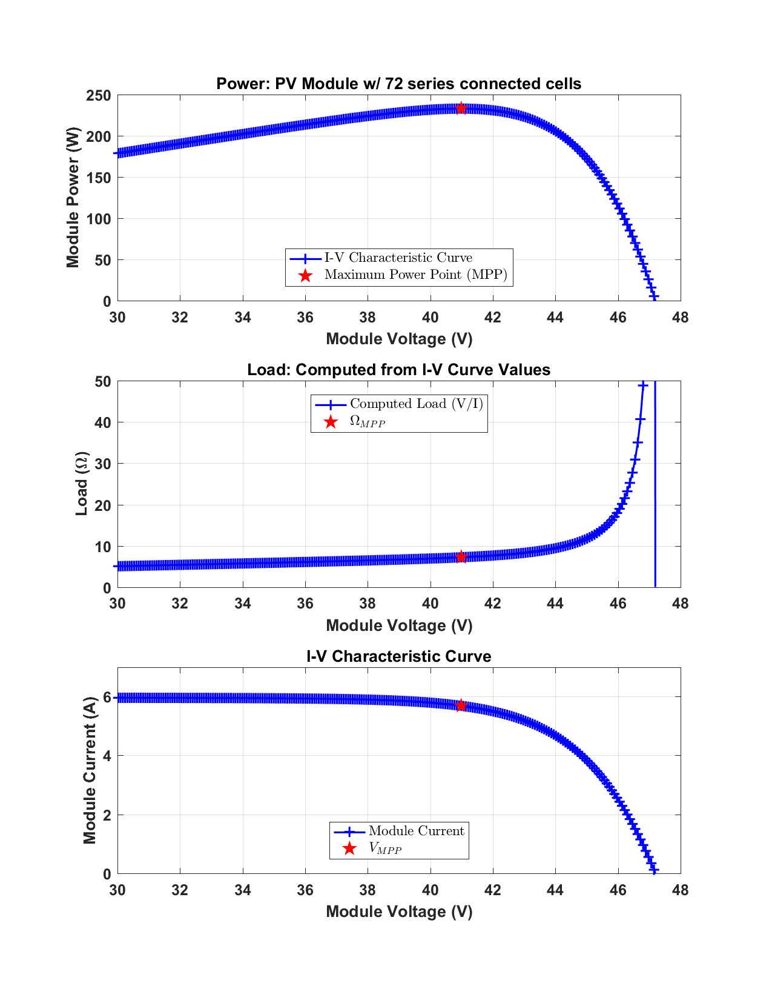 Power: PV Module w/ 72 series connected cells
250
200
150
100
50
0
Module Power (W)
I-V Characteristic Curve
Maximum Power Point (MPP)
30 32 34 36 38 40 42 44 46 48
Module Voltage (V)
Load: Computed from I-V Curve Values
50
40
30
20
10
0
Load (Ω)
Computed Load (V/I)
Ω_MPP
30 32 34 36 38 40 42 44 46 48
Module Voltage (V)
I-V Characteristic Curve
6
4
2
0
Module Current (A)
Module Current
V_MPP
30 32 34 36 38 40 42 44 46 48
Module Voltage (V)